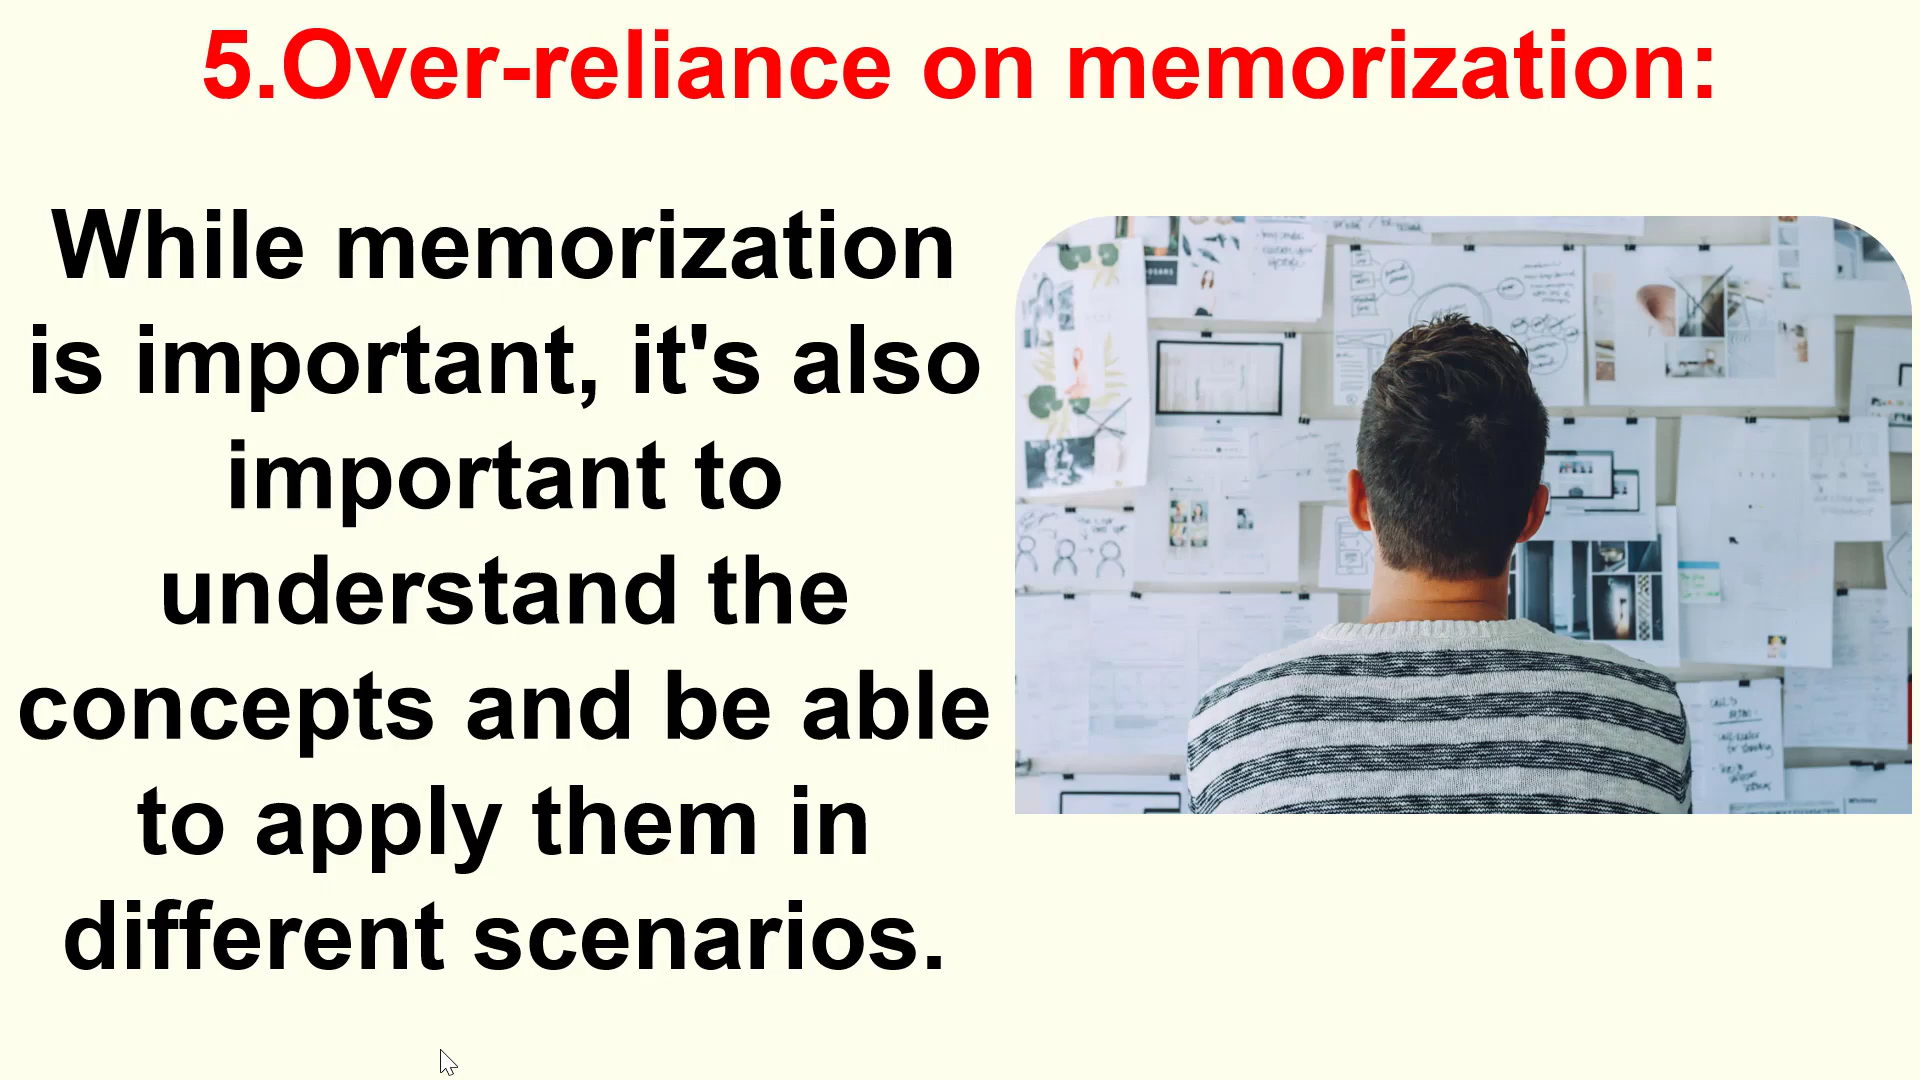 5.Over-reliance on memorization:
While memorization
is important, it's also
important to
understand the
concepts and be able
to apply them in
different scenarios.